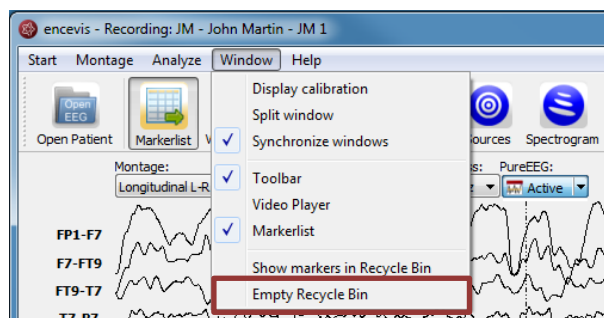 encevis - Recording: JM - John Martin - JM 1
Start Montage Analyze Window Help
Display calibration
Split window
Synchronize windows
Toolbar
Video Player
Markerlist
Show markers in Recycle Bin
Empty Recycle Bin
Open EEG
Open Patient Markerlist Spectrogram
Montage: PureEEG:
Longitudinal L-R Active
FP1-F7
F7-FT9
FT9-T7
T7-P7